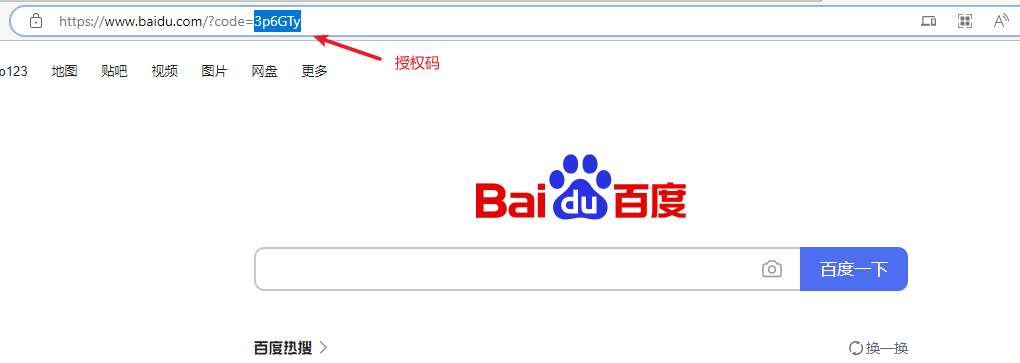 https://www.baidu.com/?code=3p6GTy
授权码
o123 地图 贴吧 视频 图片 网盘 更多
Bai du 百度
百度一下
百度热搜 > 换一换